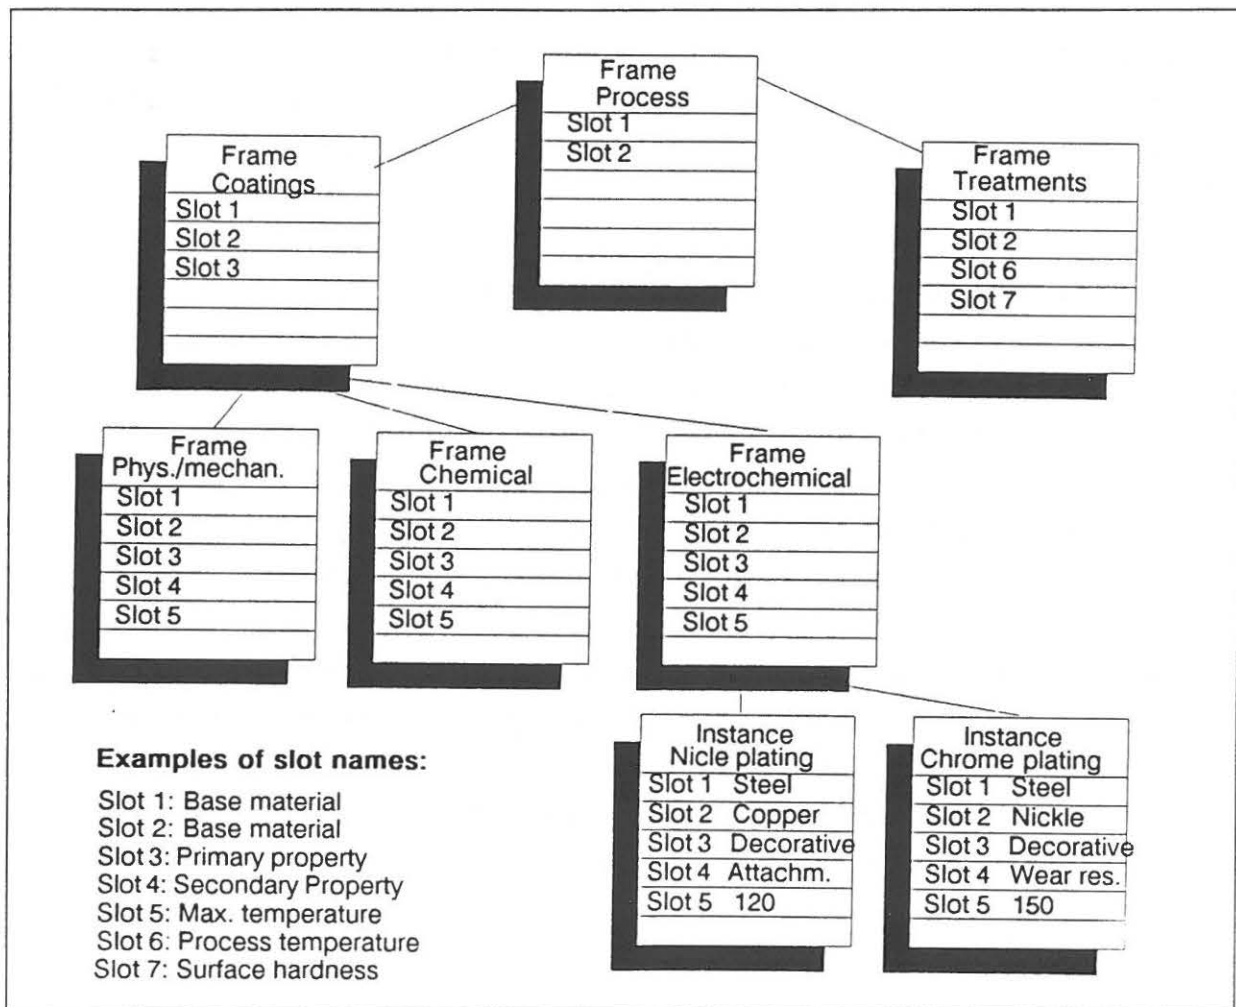 Frame
Process
Slot 1
Slot 2
Frame
Coatings
Slot 1
Slot 2
Slot 3
Frame
Treatments
Slot 1
Slot 2
Slot 6
Slot 7
Frame
Phys./mechan.
Slot 1
Slot 2
Slot 3
Slot 4
Slot 5
Frame
Chemical
Slot 1
Slot 2
Slot 3
Slot 4
Slot 5
Frame
Electrochemical
Slot 1
Slot 2
Slot 3
Slot 4
Slot 5
Instance
Nicle plating
Slot 1 Steel
Slot 2 Copper
Slot 3 Decorative
Slot 4 Attachm.
Slot 5 120
Instance
Chrome plating
Slot 1 Steel
Slot 2 Nickle
Slot 3 Decorative
Slot 4 Wear res.
Slot 5 150
Examples of slot names:
Slot 1: Base material
Slot 2: Base material
Slot 3: Primary property
Slot 4: Secondary Property
Slot 5: Max. temperature
Slot 6: Process temperature
Slot 7: Surface hardness